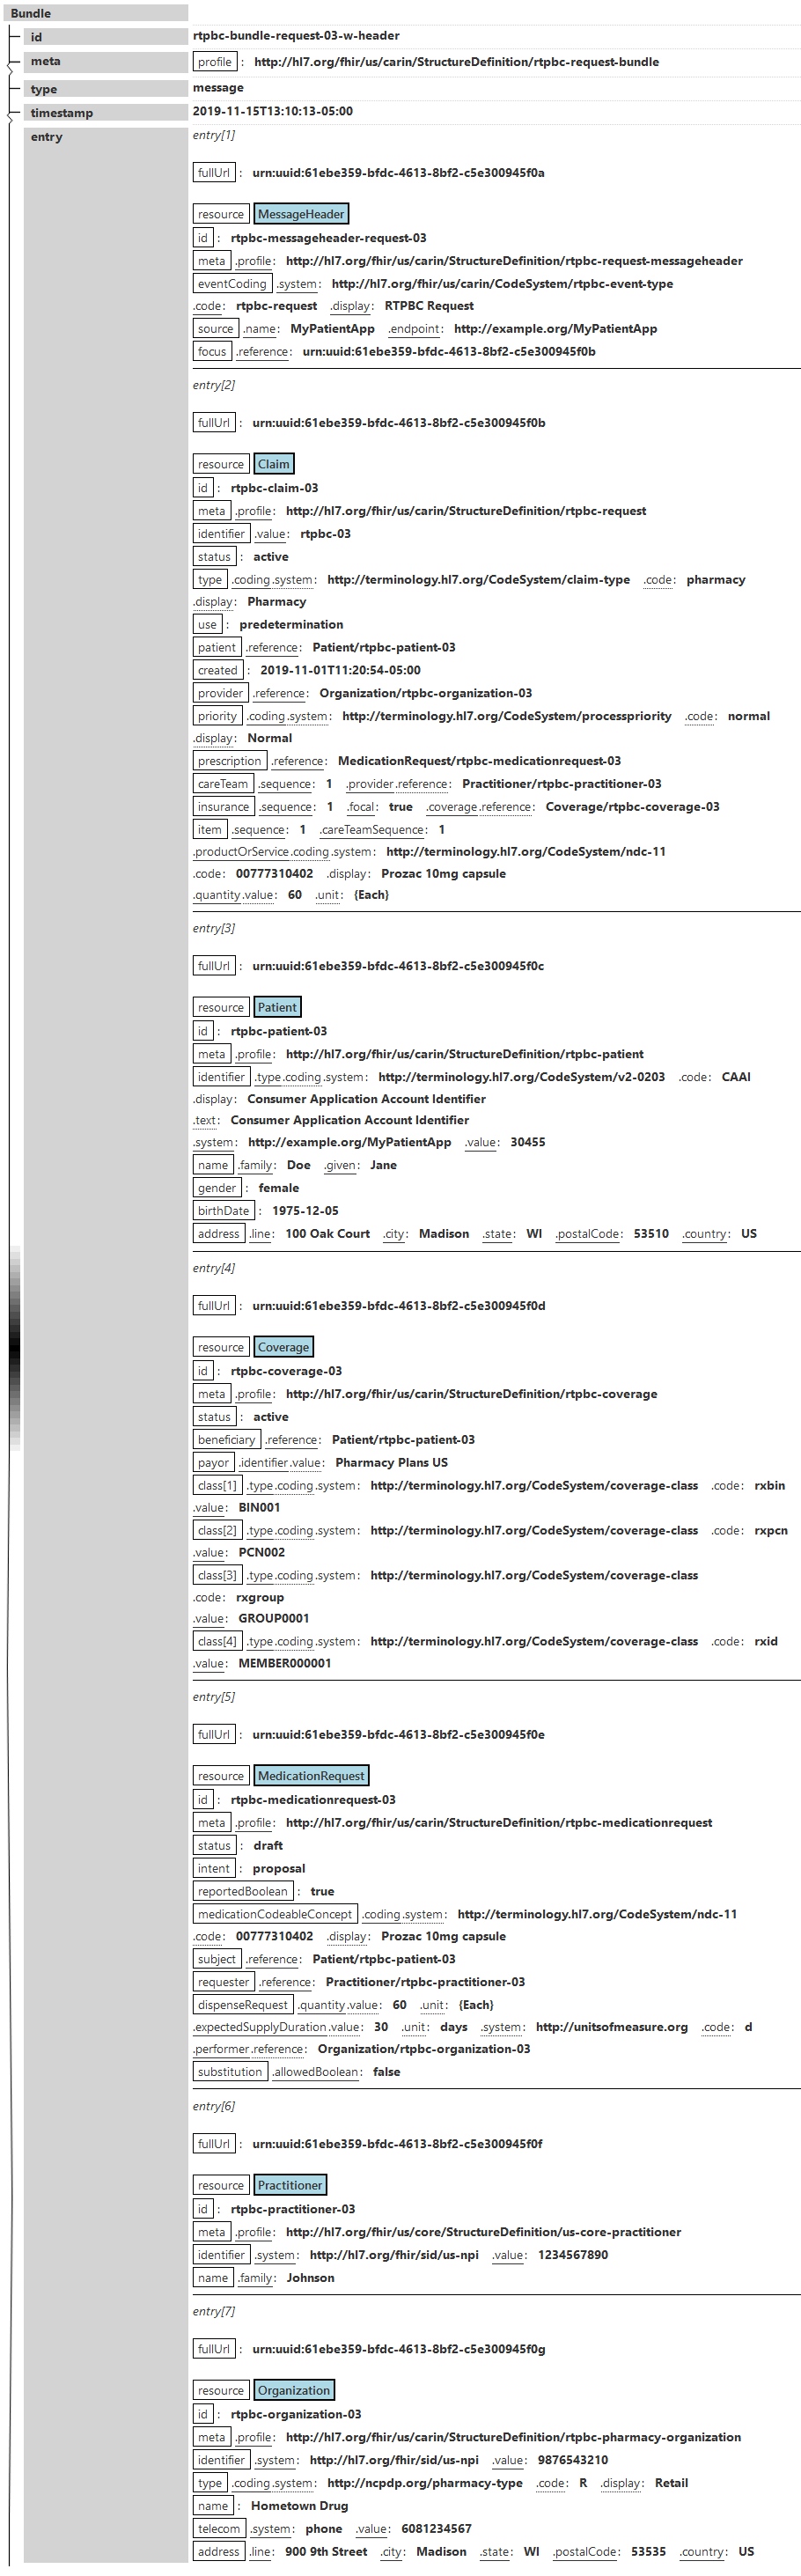 Bundle
id rtpbc-bundle-request-03-w-header
meta profile : http://hl7.org/fhir/us/carin/StructureDefinition/rtpbc-request-bundle
type message
timestamp 2019-11-15T13:10:13-05:00
entry entry[1]
fullUrl : urn:uuid:61ebe359-bfdc-4613-8bf2-c5e300945f0a
resource MessageHeader
id : rtpbc-messageheader-request-03
meta .profile: http://hl7.org/fhir/us/carin/StructureDefinition/rtpbc-request-messageheader
eventCoding .system: http://hl7.org/fhir/us/carin/CodeSystem/rtpbc-event-type
.code: rtpbc-request .display: RTPBC Request
source .name: MyPatientApp .endpoint: http://example.org/MyPatientApp
focus .reference: urn:uuid:61ebe359-bfdc-4613-8bf2-c5e300945f0b
entry[2]
fullUrl : urn:uuid:61ebe359-bfdc-4613-8bf2-c5e300945f0b
resource Claim
id : rtpbc-claim-03
meta .profile: http://hl7.org/fhir/us/carin/StructureDefinition/rtpbc-request
identifier .value: rtpbc-03
status : active
type .coding.system: http://terminology.hl7.org/CodeSystem/claim-type .code: pharmacy
.display: Pharmacy
use : predetermination
patient .reference: Patient/rtpbc-patient-03
created : 2019-11-01T11:20:54-05:00
provider .reference: Organization/rtpbc-organization-03
priority .coding.system: http://terminology.hl7.org/CodeSystem/processpriority .code: normal
.display: Normal
prescription .reference: MedicationRequest/rtpbc-medicationrequest-03
careTeam .sequence: 1 .provider.reference: Practitioner/rtpbc-practitioner-03
insurance .sequence: 1 .focal: true .coverage.reference: Coverage/rtpbc-coverage-03
item .sequence: 1 .careTeamSequence: 1
.productOrService.coding.system: http://terminology.hl7.org/CodeSystem/ndc-11
.code: 00777310402 .display: Prozac 10mg capsule
.quantity.value: 60 .unit: {Each}
entry[3]
fullUrl : urn:uuid:61ebe359-bfdc-4613-8bf2-c5e300945f0c
resource Patient
id : rtpbc-patient-03
meta .profile: http://hl7.org/fhir/us/carin/StructureDefinition/rtpbc-patient
identifier .type.coding.system: http://terminology.hl7.org/CodeSystem/v2-0203 .code: CAAI
.display: Consumer Application Account Identifier
.text: Consumer Application Account Identifier
.system: http://example.org/MyPatientApp .value: 30455
name .family: Doe .given: Jane
gender : female
birthDate : 1975-12-05
address .line: 100 Oak Court .city: Madison .state: WI .postalCode: 53510 .country: US
entry[4]
fullUrl : urn:uuid:61ebe359-bfdc-4613-8bf2-c5e300945f0d
resource Coverage
id : rtpbc-coverage-03
meta .profile: http://hl7.org/fhir/us/carin/StructureDefinition/rtpbc-coverage
status : active
beneficiary .reference: Patient/rtpbc-patient-03
payor .identifier.value: Pharmacy Plans US
class[1] .type.coding.system: http://terminology.hl7.org/CodeSystem/coverage-class .code: rxbin
.value: BIN001
class[2] .type.coding.system: http://terminology.hl7.org/CodeSystem/coverage-class .code: rxpcn
.value: PCN002
class[3] .type.coding.system: http://terminology.hl7.org/CodeSystem/coverage-class
.code: rxgroup
.value: GROUP0001
class[4] .type.coding.system: http://terminology.hl7.org/CodeSystem/coverage-class .code: rxid
.value: MEMBER000001
entry[5]
fullUrl : urn:uuid:61ebe359-bfdc-4613-8bf2-c5e300945f0e
resource MedicationRequest
id : rtpbc-medicationrequest-03
meta .profile: http://hl7.org/fhir/us/carin/StructureDefinition/rtpbc-medicationrequest
status : draft
intent : proposal
reportedBoolean : true
medicationCodeableConcept .coding.system: http://terminology.hl7.org/CodeSystem/ndc-11
.code: 00777310402 .display: Prozac 10mg capsule
subject .reference: Patient/rtpbc-patient-03
requester .reference: Practitioner/rtpbc-practitioner-03
dispenseRequest .quantity.value: 60 .unit: {Each}
.expectedSupplyDuration.value: 30 .unit: days .system: http://unitsofmeasure.org .code: d
.performer.reference: Organization/rtpbc-organization-03
substitution .allowedBoolean: false
entry[6]
fullUrl : urn:uuid:61ebe359-bfdc-4613-8bf2-c5e300945f0f
resource Practitioner
id : rtpbc-practitioner-03
meta .profile: http://hl7.org/fhir/us/core/StructureDefinition/us-core-practitioner
identifier .system: http://hl7.org/fhir/sid/us-npi .value: 1234567890
name .family: Johnson
entry[7]
fullUrl : urn:uuid:61ebe359-bfdc-4613-8bf2-c5e300945f0g
resource Organization
id : rtpbc-organization-03
meta .profile: http://hl7.org/fhir/us/carin/StructureDefinition/rtpbc-pharmacy-organization
identifier .system: http://hl7.org/fhir/sid/us-npi .value: 9876543210
type .coding.system: http://ncpdp.org/pharmacy-type .code: R .display: Retail
name : Hometown Drug
telecom .system: phone .value: 6081234567
address .line: 900 9th Street .city: Madison .state: WI .postalCode: 53535 .country: US